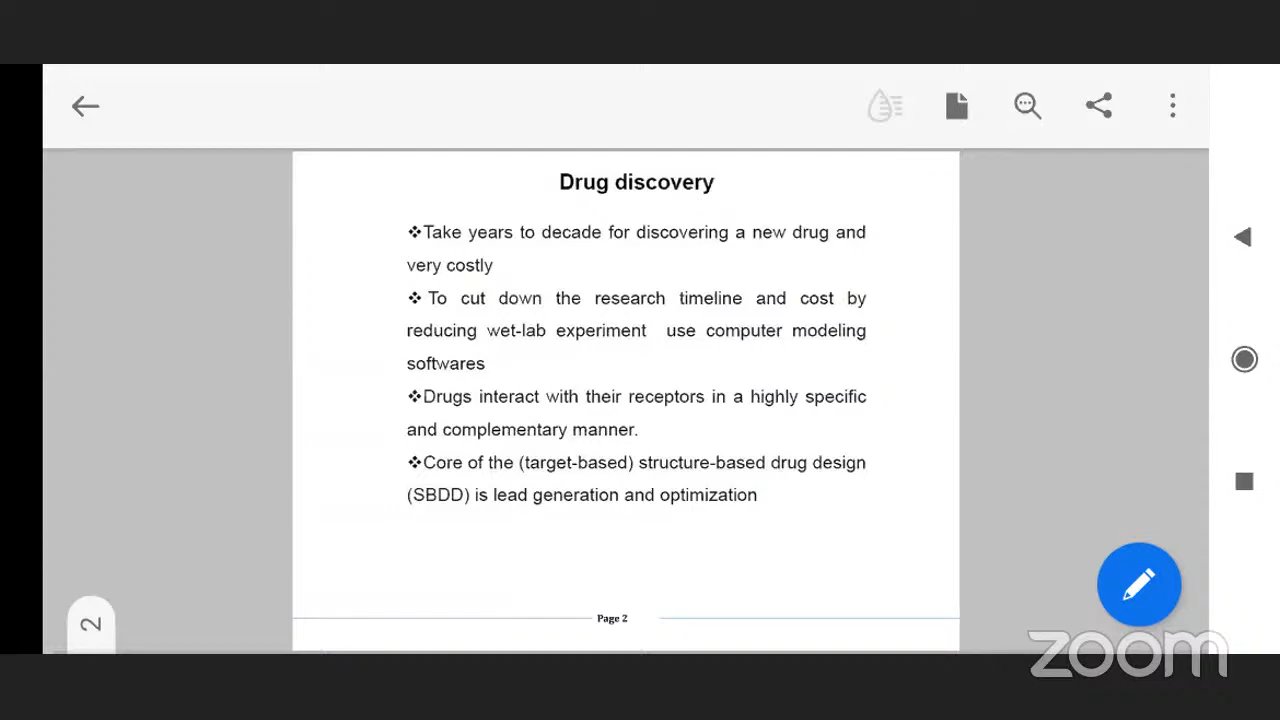 Drug discovery
❖Take years to decade for discovering a new drug and
very costly
❖ To cut down the research timeline and cost by
reducing wet-lab experiment use computer modeling
softwares
❖Drugs interact with their receptors in a highly specific
and complementary manner.
❖Core of the (target-based) structure-based drug design
(SBDD) is lead generation and optimization
Page 2
2
zoom